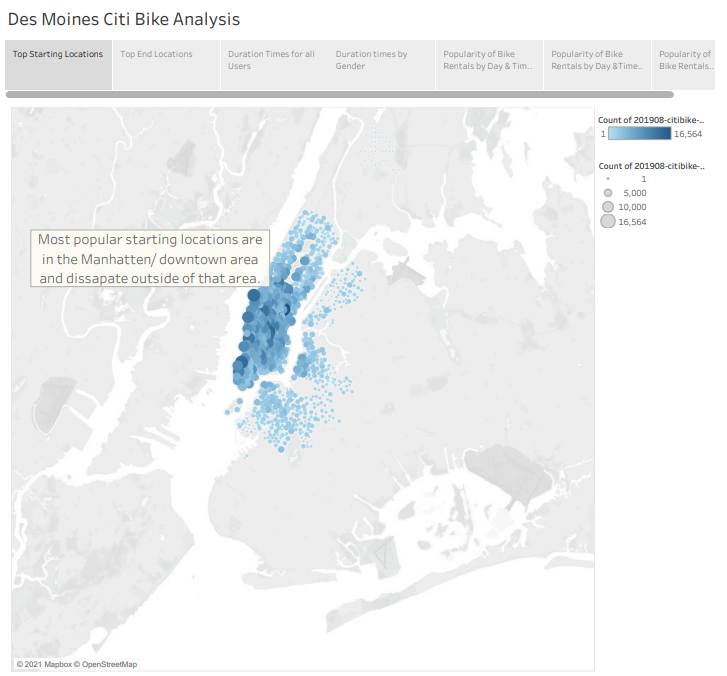 Des Moines Citi Bike Analysis
Top Starting Locations
Top End Locations
Duration Times for all
Users
Duration times by
Gender
Popularity of Bike
Rentals by Day & Tim..
Popularity of Bike
Rentals by Day &Time..
Popularity of
Bike Rentals..
Count of 201908-citibike-..
1
16,564
Count of 201908-citibike-..
1
5,000
10,000
16,564
Most popular starting locations are
in the Manhatten/ downtown area
and dissapate outside of that area.
© 2021 Mapbox © OpenStreetMap